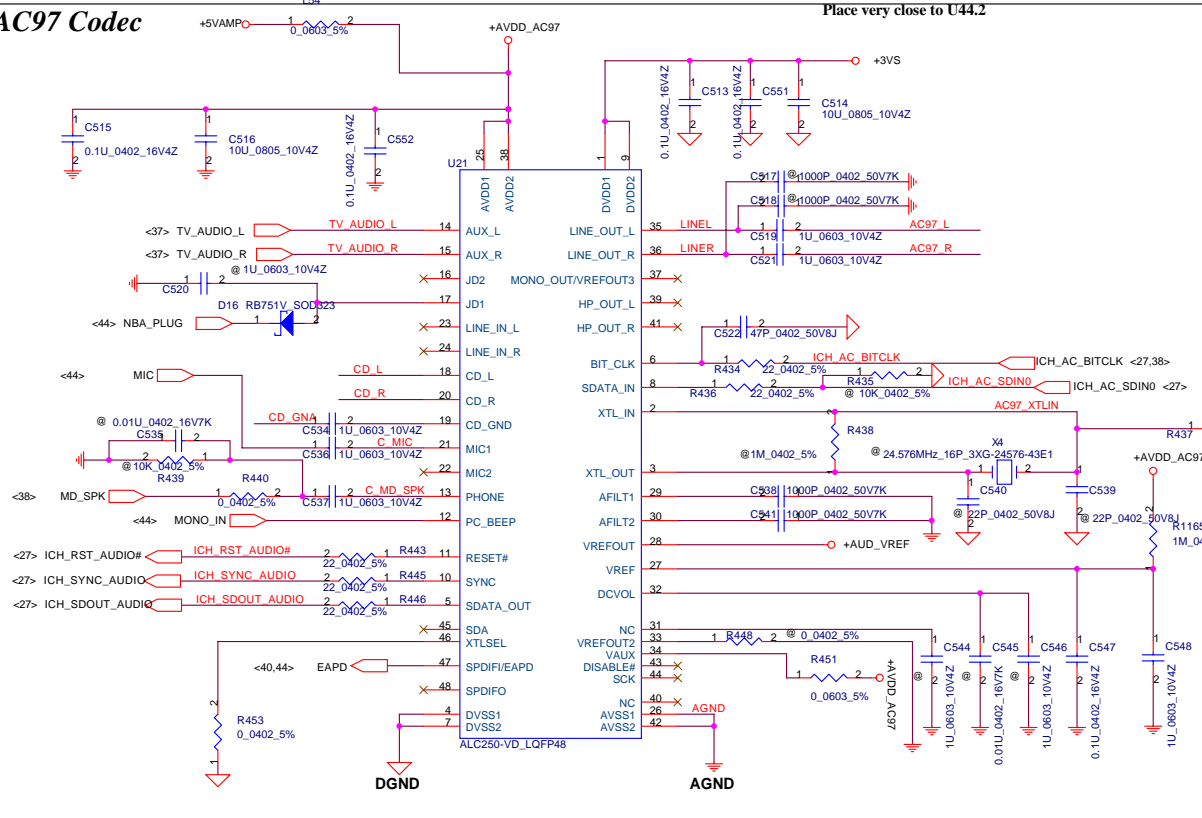 AC97 Codec
Place very close to U44.2
+5VAMP
1
2
0_0603_5%
+AVDD_AC97
+3VS
C515
0.1U_0402_16V4Z
C516
10U_0805_10V4Z
0.1U_0402_16V4Z
C552
0.1U_0402_16V4Z
C513
0.1U_0402_16V4Z
C551
C514
10U_0805_10V4Z
U21
25
38
1
9
AVDD1
AVDD2
DVDD1
DVDD2
C517
@ 1000P_0402_50V7K
C518
@ 1000P_0402_50V7K
<37> TV_AUDIO_L
TV_AUDIO_L
14
AUX_L
LINE_OUT_L
35
LINEL
C519
1U_0603_10V4Z
AC97_L
<37> TV_AUDIO_R
TV_AUDIO_R
15
AUX_R
LINE_OUT_R
36
LINER
C521
1U_0603_10V4Z
AC97_R
@ 1U_0603_10V4Z
C520
16
JD2
MONO_OUT/VREFOUT3
37
D16 RB751V_SOD323
17
JD1
HP_OUT_L
39
<44> NBA_PLUG
23
LINE_IN_L
HP_OUT_R
41
C522
47P_0402_50V8J
24
LINE_IN_R
BIT_CLK
6
R434
22_0402_5%
ICH_AC_BITCLK
ICH_AC_BITCLK <27,38>
<44> MIC
CD_L
18
CD_L
SDATA_IN
8
R436
22_0402_5%
R435
@ 10K_0402_5%
ICH_AC_SDIN0
ICH_AC_SDIN0 <27>
CD_R
20
CD_R
XTL_IN
2
AC97_XTLIN
R437
CD_GNA
19
CD_GND
C534
1U_0603_10V4Z
@ 0.01U_0402_16V7K
C535
C_MIC
21
MIC1
C536
1U_0603_10V4Z
R438
@1M_0402_5%
X4
@ 24.576MHz_16P_3XG-24576-43E1
+AVDD_AC97
@10K_0402_5%
R439
22
MIC2
XTL_OUT
3
C540
@ 22P_0402_50V8J
C539
@ 22P_0402_50V8J
<38> MD_SPK
R440
0_0402_5%
C537
1U_0603_10V4Z
C_MD_SPK
13
PHONE
AFILT1
29
C538
1000P_0402_50V7K
<44> MONO_IN
12
PC_BEEP
AFILT2
30
C541
1000P_0402_50V7K
VREFOUT
28
+AUD_VREF
<27> ICH_RST_AUDIO#
ICH_RST_AUDIO#
22_0402_5%
R443
11
RESET#
VREF
27
<27> ICH_SYNC_AUDIO
ICH_SYNC_AUDIO
22_0402_5%
R445
10
SYNC
DCVOL
32
<27> ICH_SDOUT_AUDIO
ICH_SDOUT_AUDIO
22_0402_5%
R446
5
SDATA_OUT
45
SDA
NC
31
46
XTLSEL
VREFOUT2
33
R448
@ 0_0402_5%
VAUX
34
R451
0_0603_5%
+AVDD_AC97
<40,44> EAPD
47
SPDIFI/EAPD
DISABLE#
43
SCK
44
48
SPDIFO
NC
40
4
DVSS1
AVSS1
26
AGND
7
DVSS2
AVSS2
42
R453
0_0402_5%
ALC250-VD_LQFP48
C544
@
1U_0603_10V4Z
C545
@
0.01U_0402_16V7K
C546
@
1U_0603_10V4Z
C547
0.1U_0402_16V4Z
C548
1U_0603_10V4Z
DGND
AGND